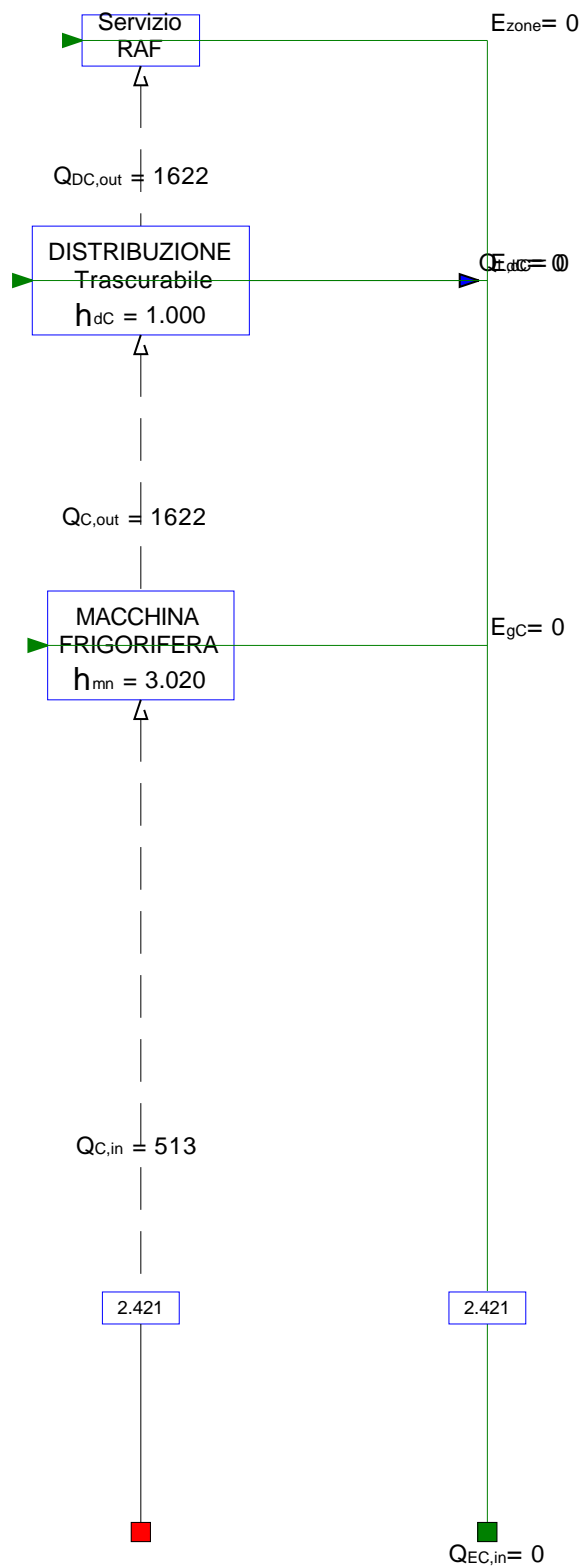 Servizio
RAF
Ezone= 0
QDC,out = 1622
DISTRIBUZIONE
Trascurabile
hdC = 1.000
QC,out = 1622
MACCHINA
FRIGORIFERA
hmn = 3.020
EgC= 0
QC,in = 513
2.421
2.421
QEC,in= 0